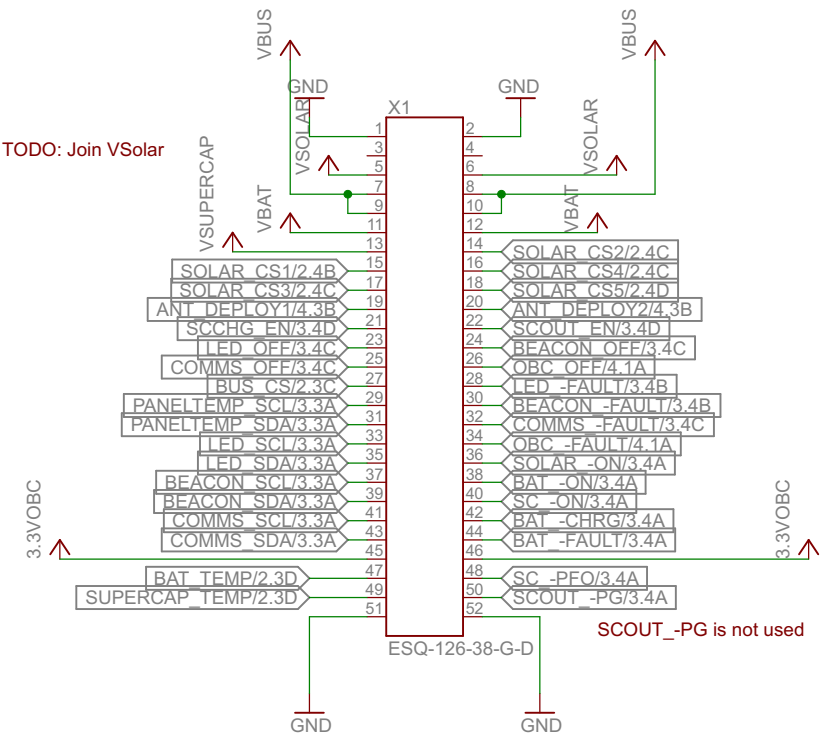 VBUS
VBUS
GND
GND
X1
TODO: Join VSolar
VSOLAR
VSOLAR
VSUPERCAP
VBAT
VBAT
1 2
3 4
5 6
7 8
9 10
11 12
13 14 SOLAR_CS2/2.4C
SOLAR_CS1/2.4B 15 16 SOLAR_CS4/2.4C
SOLAR_CS3/2.4C 17 18 SOLAR_CS5/2.4D
ANT_DEPLOY1/4.3B 19 20 ANT_DEPLOY2/4.3B
SCCHG_EN/3.4D 21 22 SCOUT_EN/3.4D
LED_OFF/3.4C 23 24 BEACON_OFF/3.4C
COMMS_OFF/3.4C 25 26 OBC_OFF/4.1A
BUS_CS/2.3C 27 28 LED_-FAULT/3.4B
PANELTEMP_SCL/3.3A 29 30 BEACON_-FAULT/3.4B
PANELTEMP_SDA/3.3A 31 32 COMMS_-FAULT/3.4C
LED_SCL/3.3A 33 34 OBC_-FAULT/4.1A
LED_SDA/3.3A 35 36 SOLAR_-ON/3.4A
BEACON_SCL/3.3A 37 38 BAT_-ON/3.4A
BEACON_SDA/3.3A 39 40 SC_-ON/3.4A
COMMS_SCL/3.3A 41 42 BAT_-CHRG/3.4A
COMMS_SDA/3.3A 43 44 BAT_-FAULT/3.4A
3.3VOBC 45 46 3.3VOBC
BAT_TEMP/2.3D 47 48 SC_-PFO/3.4A
SUPERCAP_TEMP/2.3D 49 50 SCOUT_-PG/3.4A
51 52
SCOUT_-PG is not used
ESQ-126-38-G-D
GND
GND